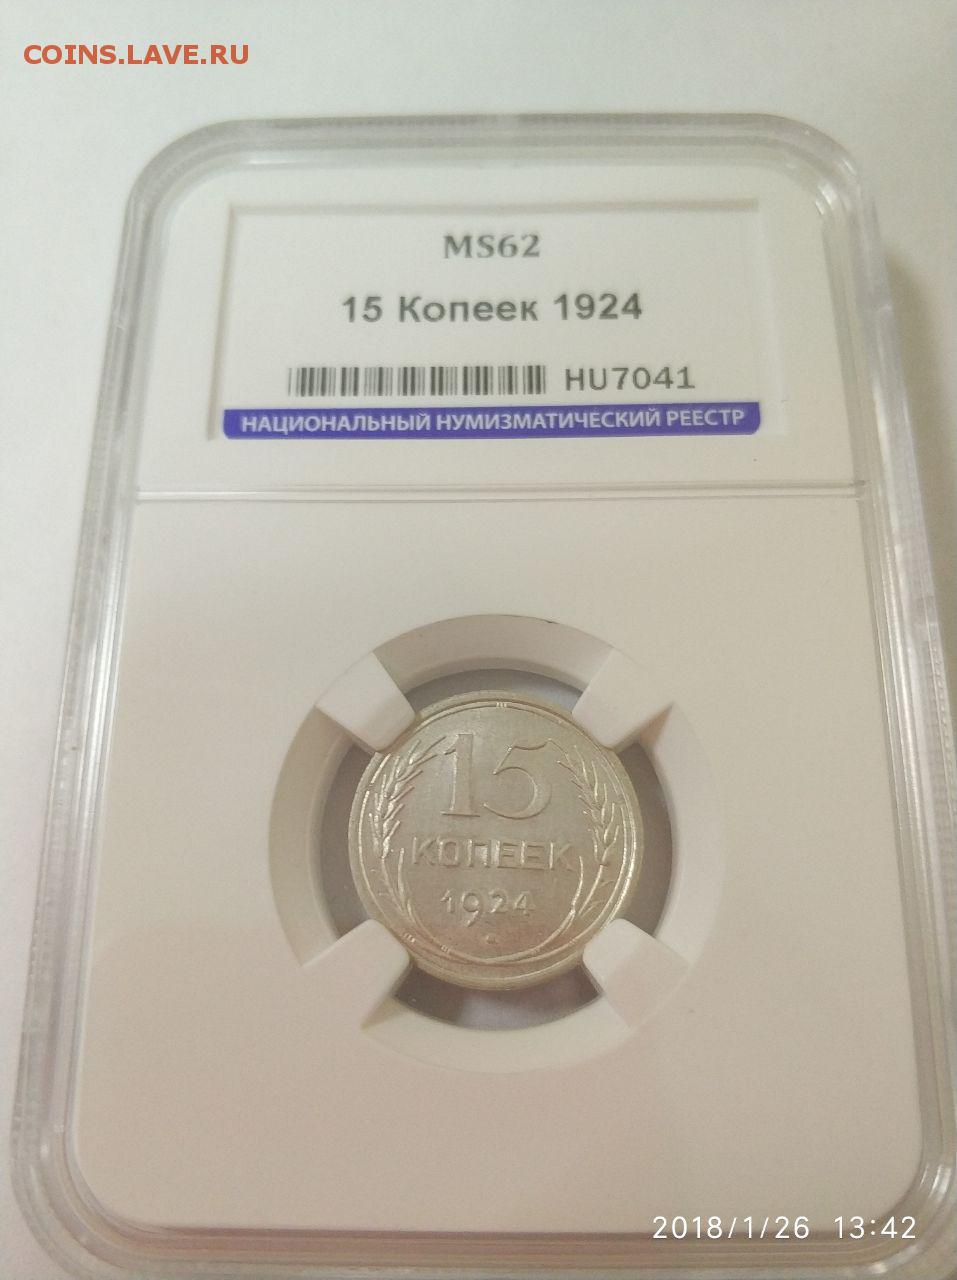 COINS.LAVE.RU
MS62
15 Копеек 1924
HU7041
НАЦИОНАЛЬНЫЙ НУМИЗМАТИЧЕСКИЙ РЕЕСТР
15
КОПЕЕК
1924
2018/1/26 13:42